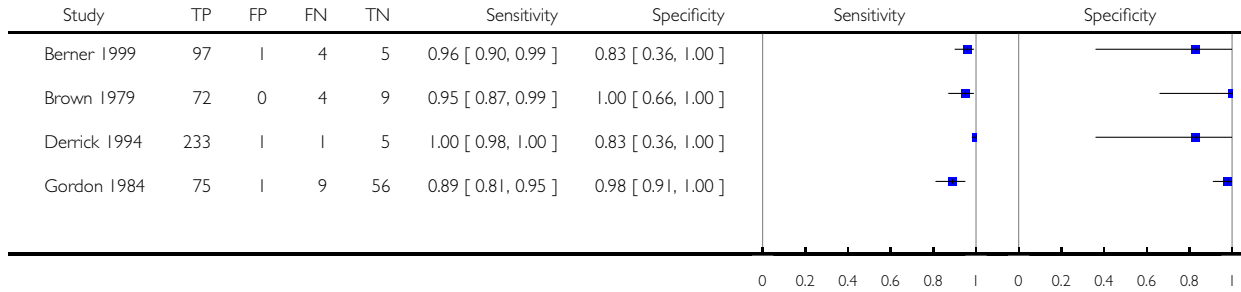 Study TP FP FN TN Sensitivity Specificity Sensitivity Specificity
Berner 1999 97 1 4 5 0.96 [ 0.90, 0.99 ] 0.83 [ 0.36, 1.00 ]
Brown 1979 72 0 4 9 0.95 [ 0.87, 0.99 ] 1.00 [ 0.66, 1.00 ]
Derrick 1994 233 1 1 5 1.00 [ 0.98, 1.00 ] 0.83 [ 0.36, 1.00 ]
Gordon 1984 75 1 9 56 0.89 [ 0.81, 0.95 ] 0.98 [ 0.91, 1.00 ]
0 0.2 0.4 0.6 0.8 1 0 0.2 0.4 0.6 0.8 1